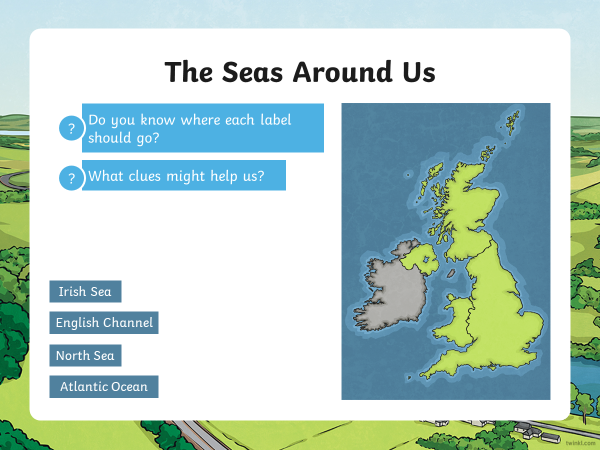 The Seas Around Us
? Do you know where each label
should go?
? What clues might help us?
Irish Sea
English Channel
North Sea
Atlantic Ocean
twinkl.com